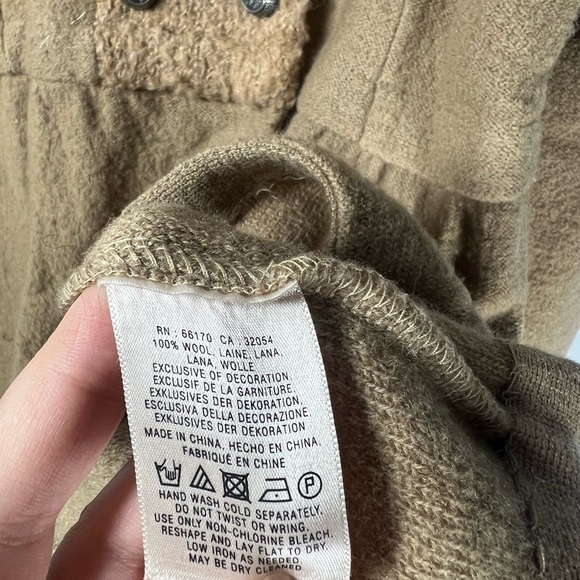 RN : 66170 CA : 32054
100% WOOL, LAINE, LANA,
LANA, WOLLE
EXCLUSIVE OF DECORATION.
EXCLUSIF DE LA GARNITURE.
EXKLUSIVES DER DEKORATION.
ESCLUSIVA DELLA DECORAZIONE.
EXKLUSIVES DER DEKORATION
MADE IN CHINA, HECHO EN CHINA.
FABRIQUÉ EN CHINE
HAND WASH COLD SEPARATELY.
DO NOT TWIST OR WRING.
USE ONLY NON-CHLORINE BLEACH.
RESHAPE AND LAY FLAT TO DRY.
LOW IRON AS NEEDED.
MAY BE DRY CLEANED